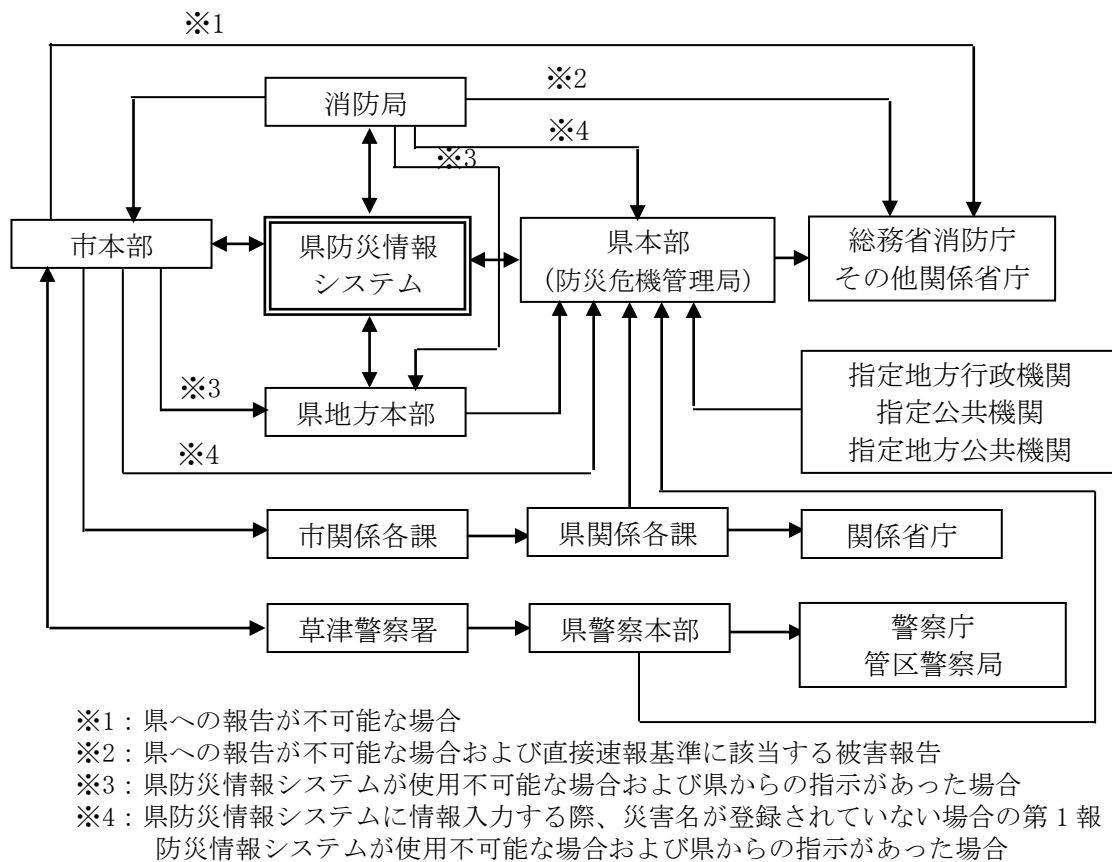 ※1
※2
消防局
※4
※3
市本部
県防災情報
システム
県本部
(防災危機管理局)
総務省消防庁
その他関係省庁
※3
県地方本部
指定地方行政機関
指定公共機関
指定地方公共機関
※4
市関係各課
県関係各課
関係省庁
草津警察署
県警察本部
警察庁
管区警察局
※1：県への報告が不可能な場合
※2：県への報告が不可能な場合および直接速報基準に該当する被害報告
※3：県防災情報システムが使用不可能な場合および県からの指示があった場合
※4：県防災情報システムに情報入力する際、災害名が登録されていない場合の第１報
防災情報システムが使用不可能な場合および県からの指示があった場合